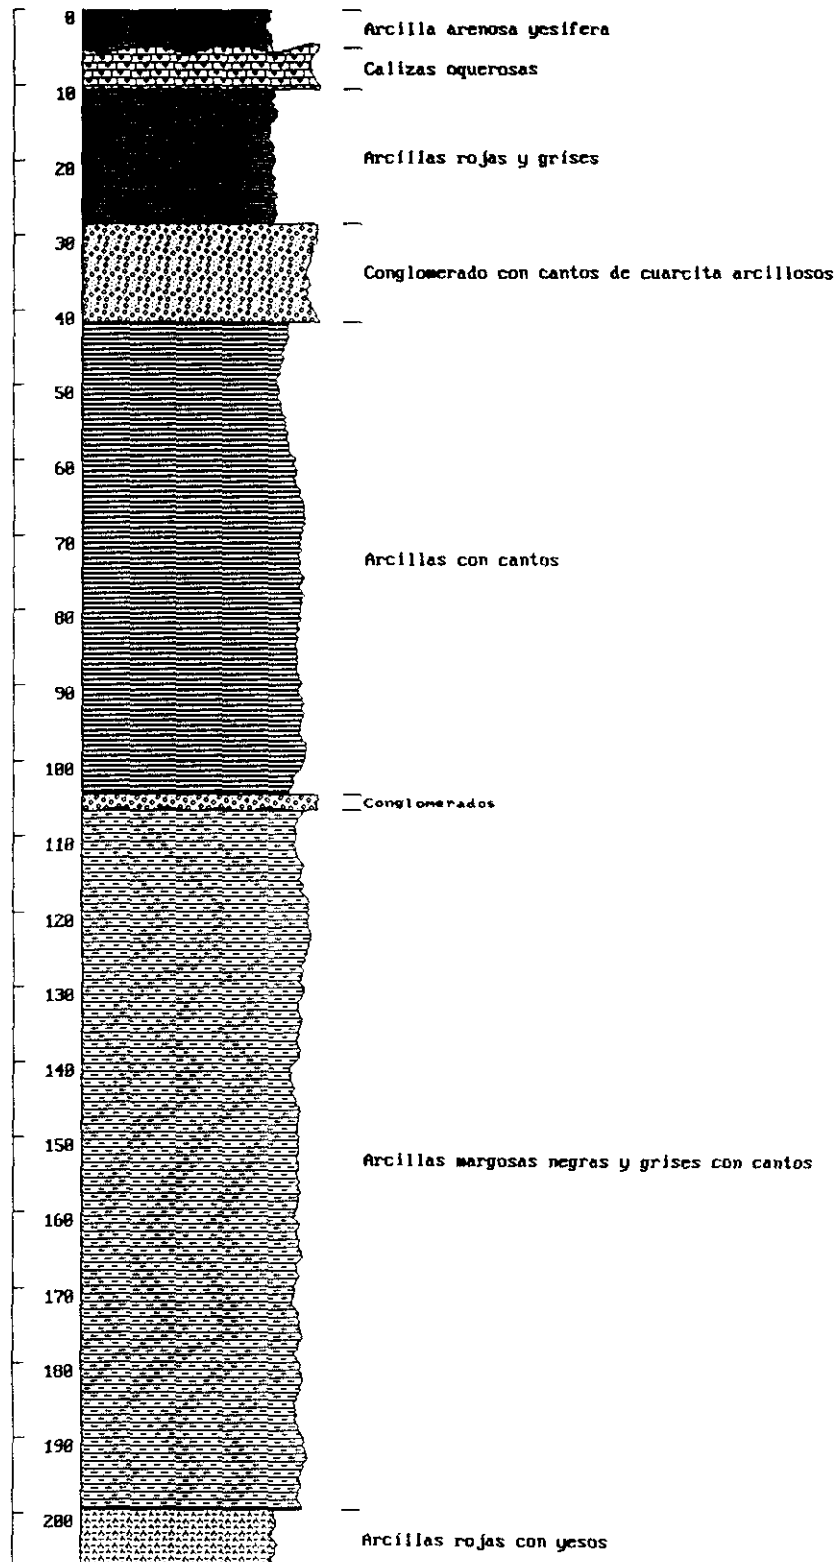 0
Arcilla arenosa yesifera
Calizas oquerosas
10
Arcillas rojas y grises
20
30
Conglomerado con cantos de cuarcita arcillosos
40
50
60
70
Arcillas con cantos
80
90
100
Conglomerados
110
120
130
140
150
Arcillas margosas negras y grises con cantos
160
170
180
190
200
Arcillas rojas con yesos